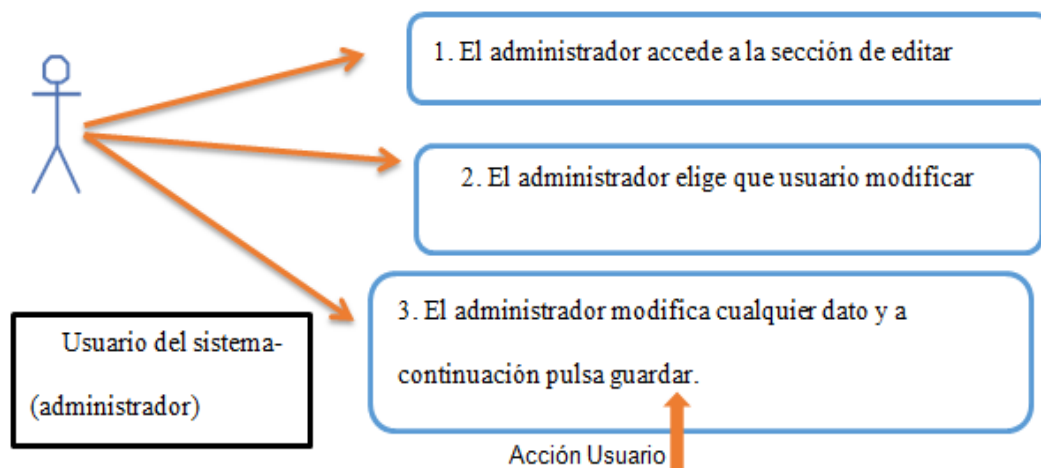 1. El administrador accede a la sección de editar
2. El administrador elige que usuario modificar
3. El administrador modifica cualquier dato y a
continuación pulsa guardar.
Usuario del sistema-
(administrador)
Acción Usuario